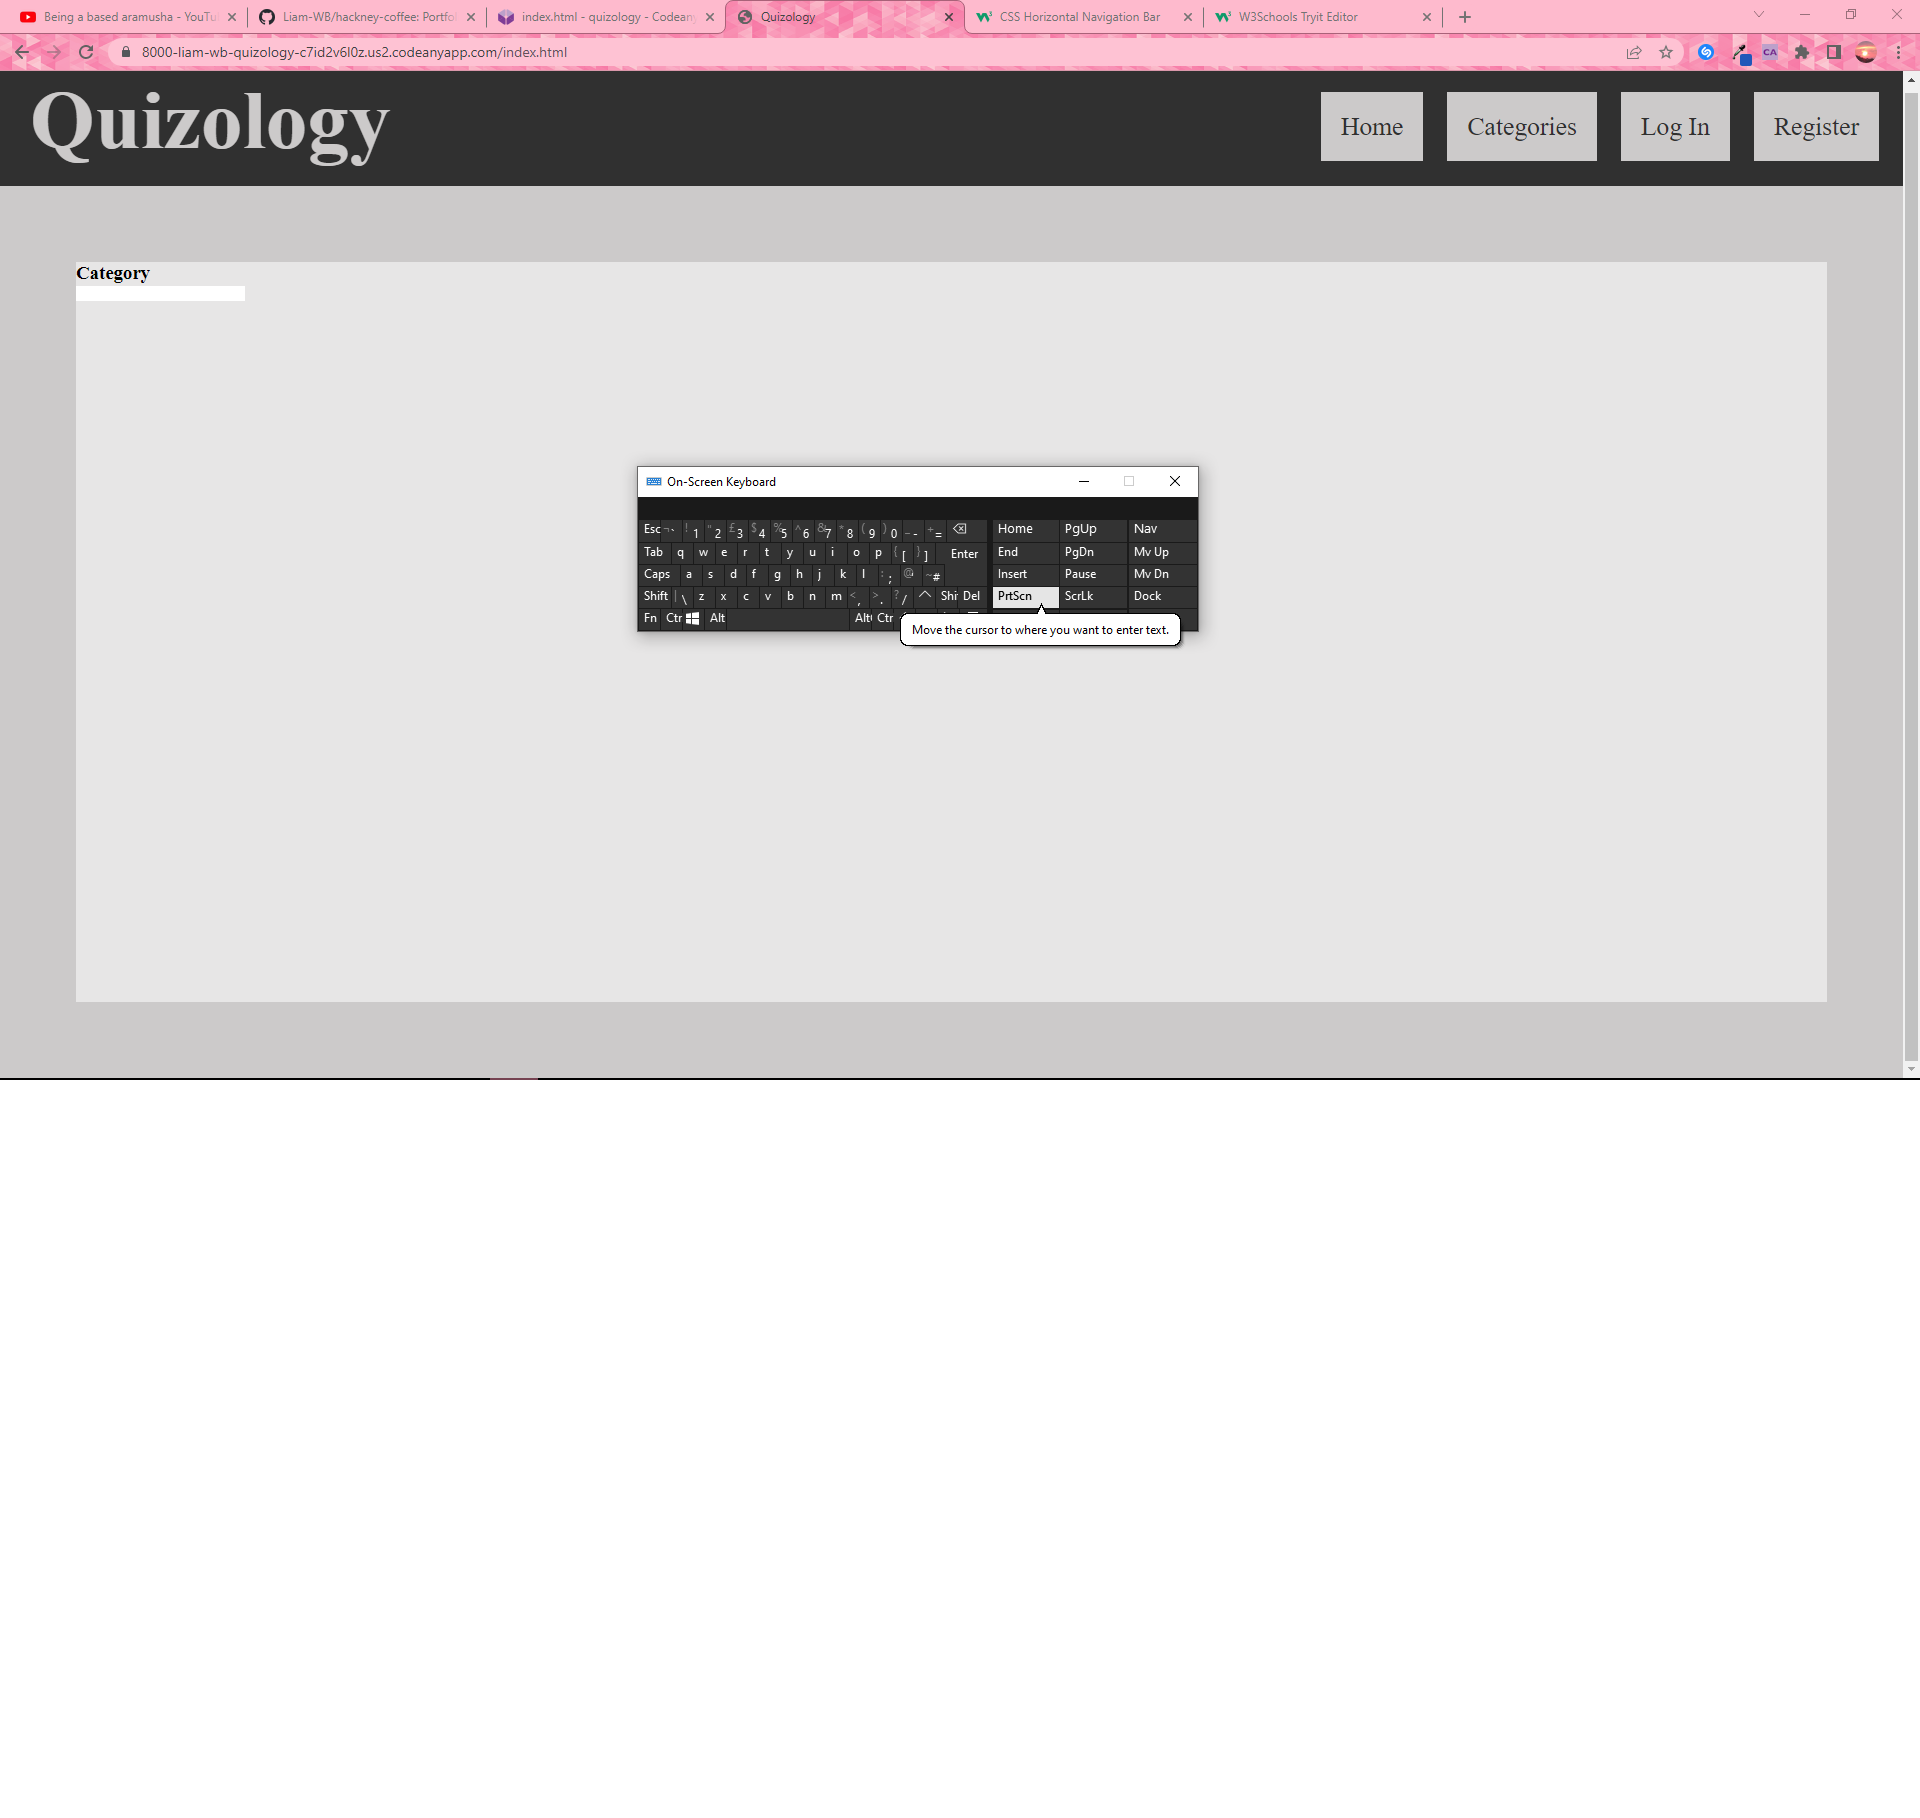 Being a based aramusha - YouTu
Liam-WB/hackney-coffee: Portfo
index.html - quizology - Codeany
Quizology
CSS Horizontal Navigation Bar
W3Schools Tryit Editor
8000-liam-wb-quizology-c7id2v6l0z.us2.codeanyapp.com/index.html
CA
Quizology
Home
Categories
Log In
Register
Category
On-Screen Keyboard
Esc ¬ ` ! 1 " 2 £ 3 $ 4 % 5 ^ 6 & 7 * 8 ( 9 ) 0 _ - + = Home PgUp Nav
Tab q w e r t y u i o p { [ } ] Enter End PgDn Mv Up
Caps a s d f g h j k l : ; @ ~ # Insert Pause Mv Dn
Shift | \ z x c v b n m < , > . ? / Shi Del PrtScn ScrLk Dock
Fn Ctr Alt Alt Ctr
Move the cursor to where you want to enter text.